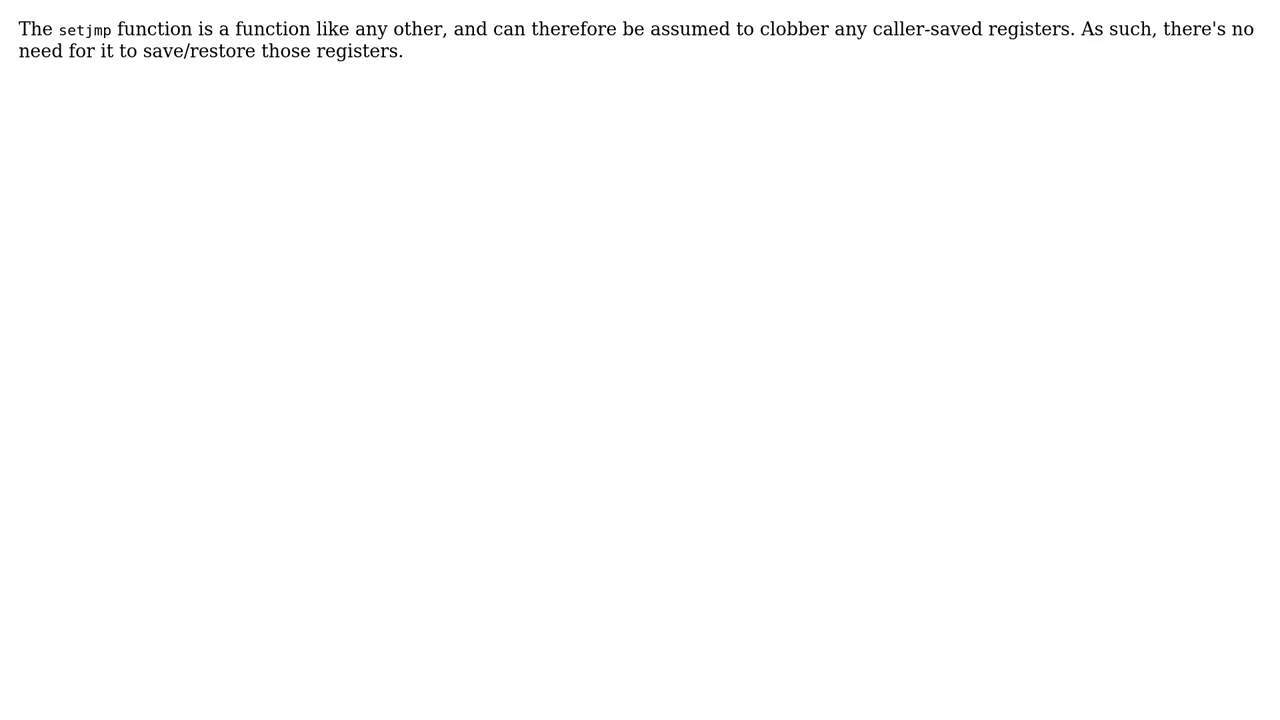 The setjmp function is a function like any other, and can therefore be assumed to clobber any caller-saved registers. As such, there's no
need for it to save/restore those registers.